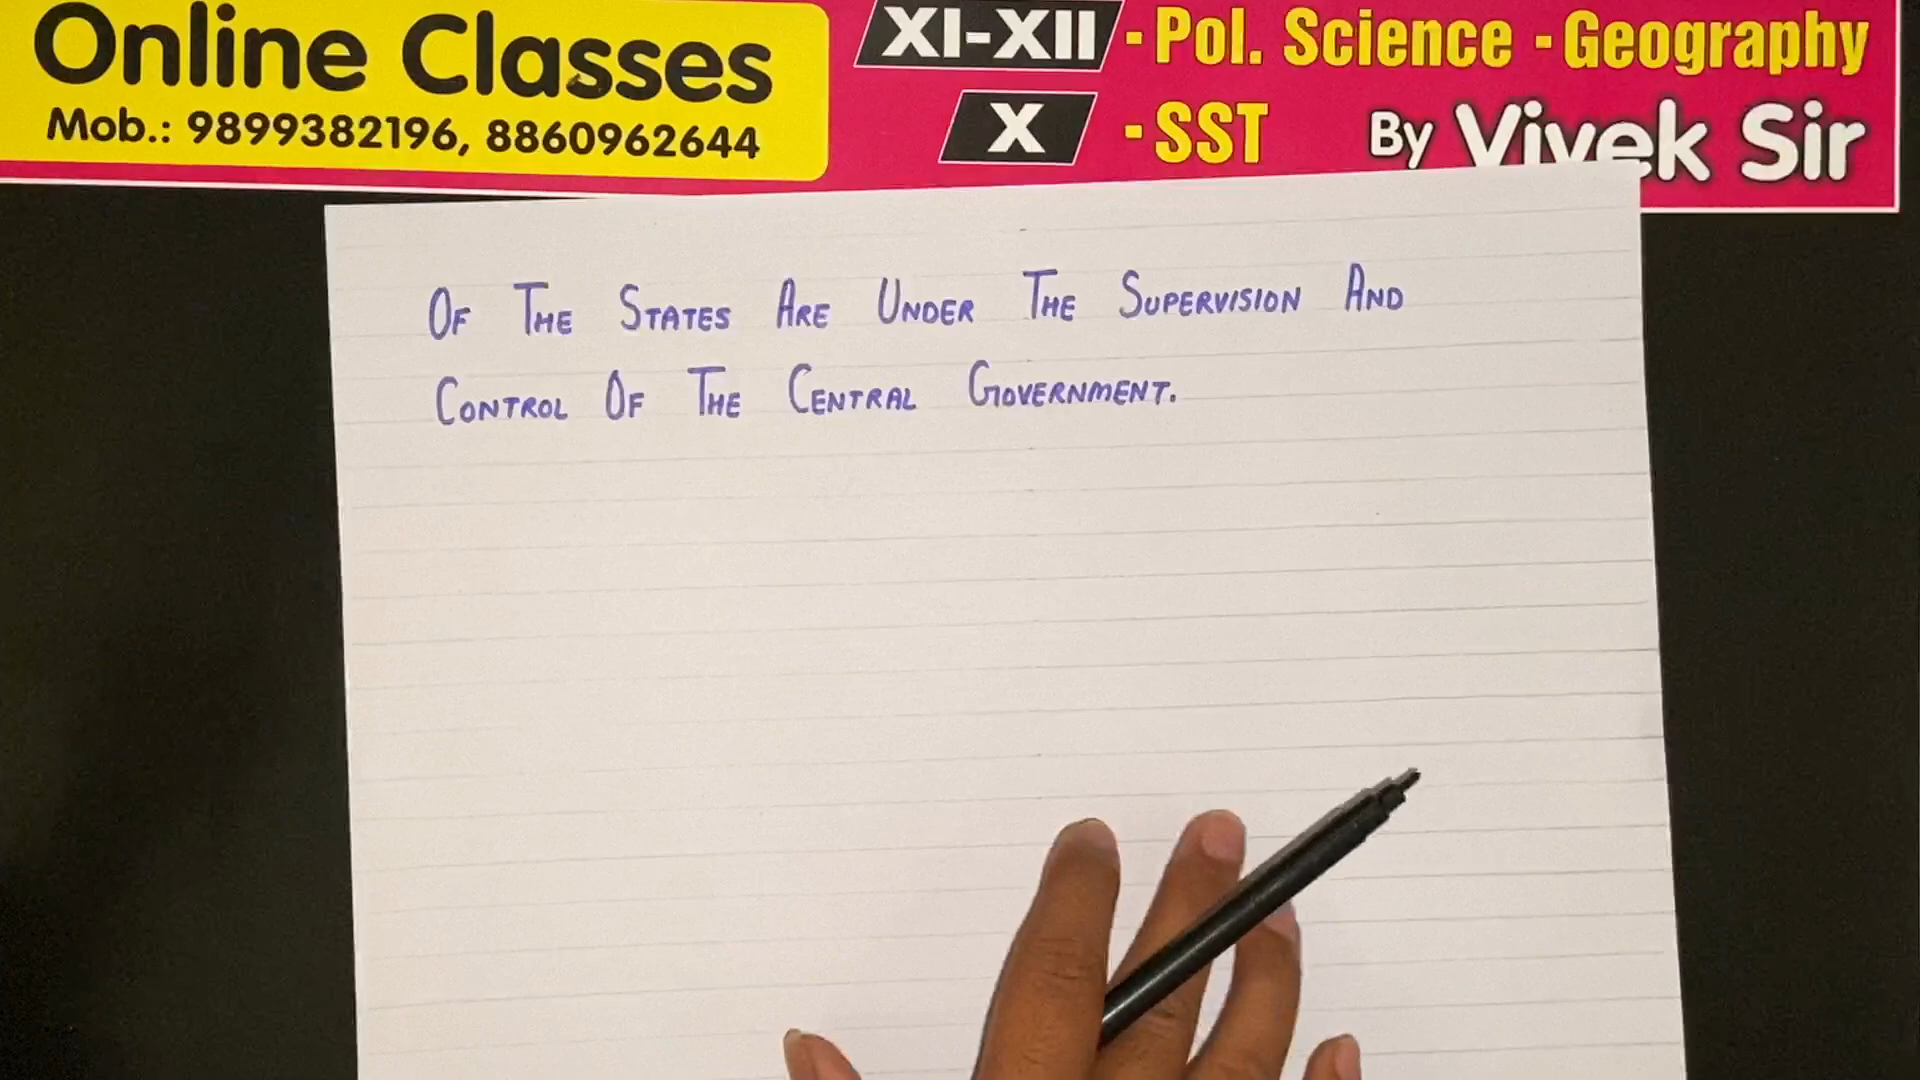 Online Classes
Mob.: 9899382196, 8860962644
XI-XII - Pol. Science - Geography
X - SST
By Vivek Sir
OF THE STATES ARE UNDER THE SUPERVISION AND
CONTROL OF THE CENTRAL GOVERNMENT.